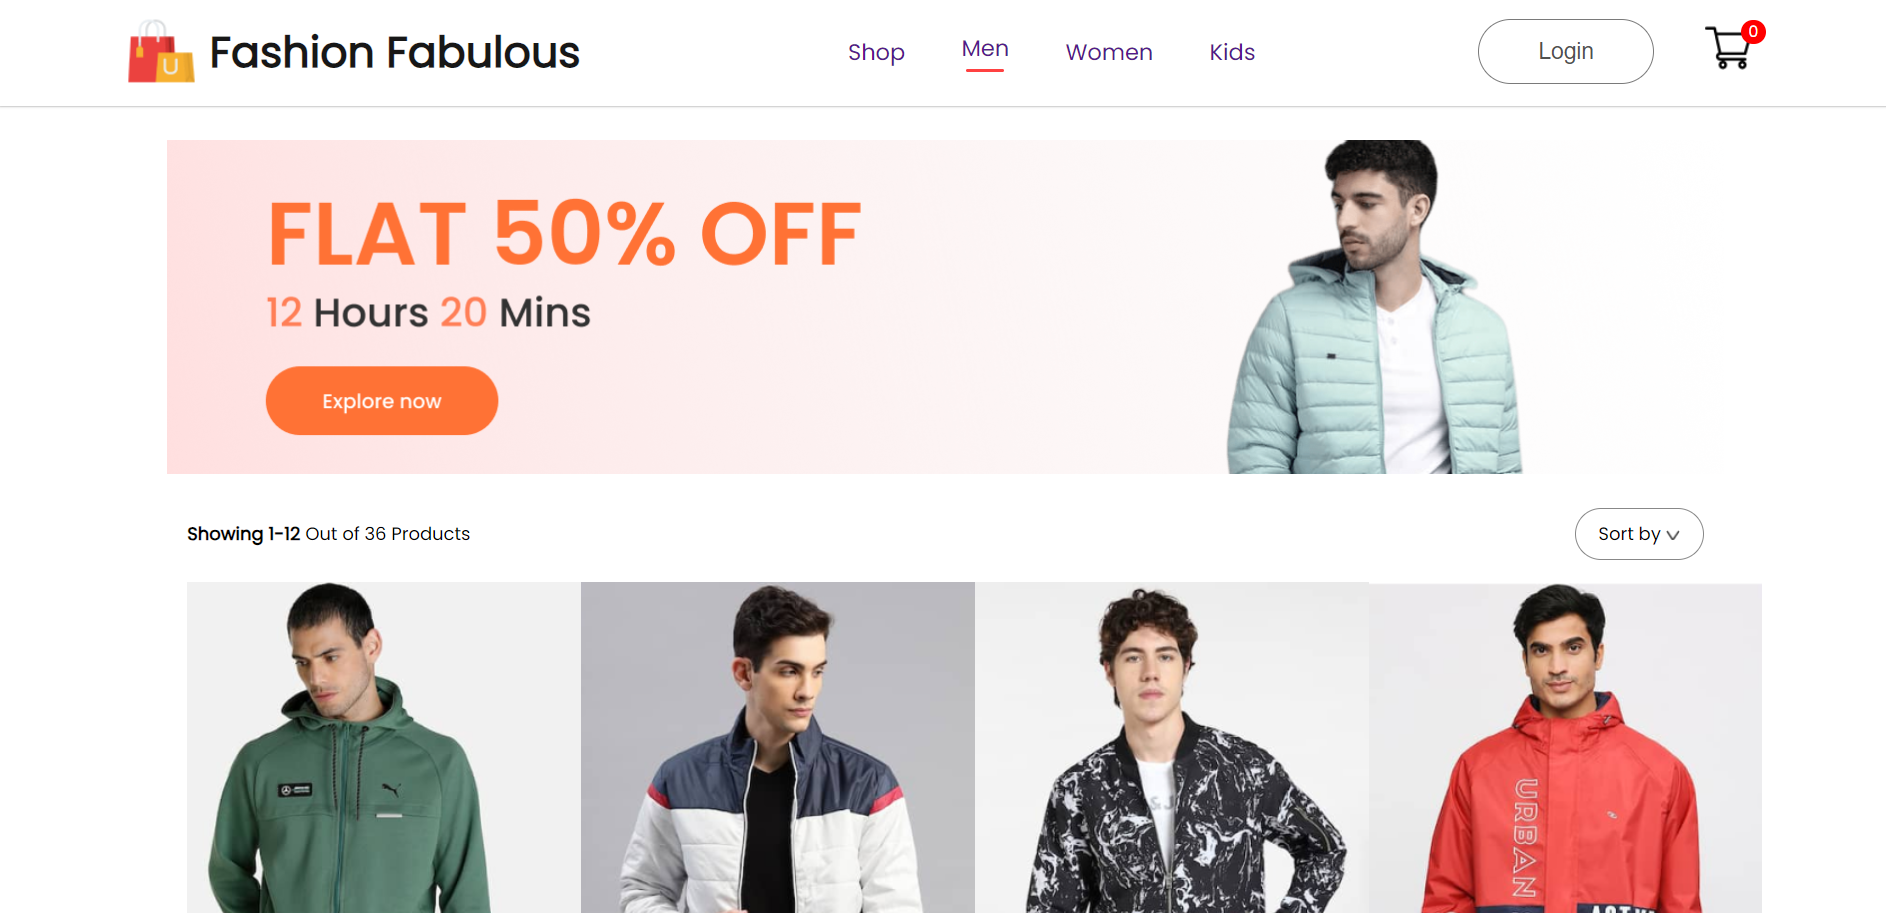 Fashion Fabulous
Shop Men Women Kids
Login
0
U
FLAT 50% OFF
12 Hours 20 Mins
Explore now
Showing 1-12 Out of 36 Products
Sort by
URBAN